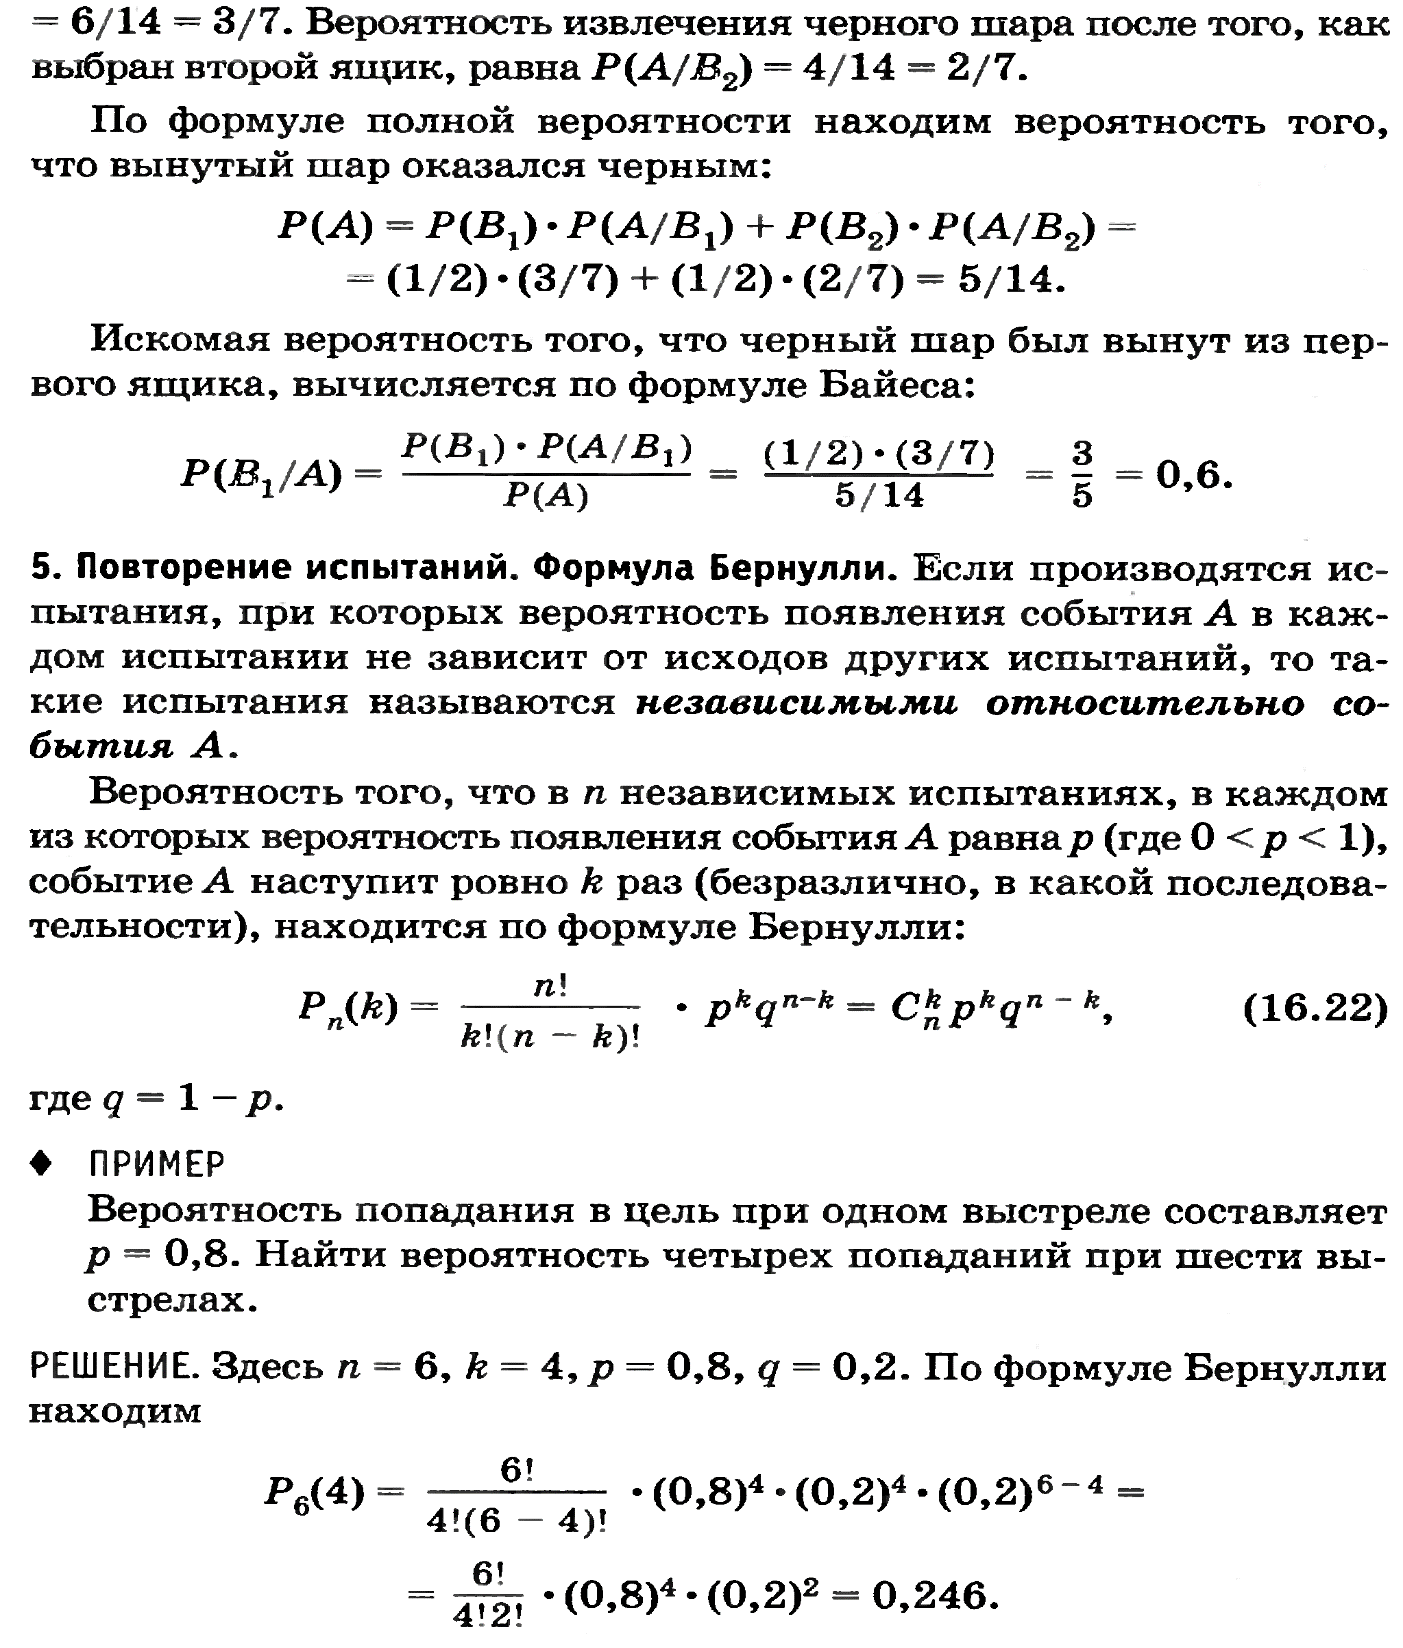 = 6/14 = 3/7. Вероятность извлечения черного шара после того, как
выбран второй ящик, равна P(A/B₂) = 4/14 = 2/7.
По формуле полной вероятности находим вероятность того,
что вынутый шар оказался черным:
P(A) = P(B₁) · P(A/B₁) + P(B₂) · P(A/B₂) =
= (1/2) · (3/7) + (1/2) · (2/7) = 5/14.
Искомая вероятность того, что черный шар был вынут из пер-
вого ящика, вычисляется по формуле Байеса:
P(B₁/A) = \frac{P(B₁) · P(A/B₁)}{P(A)} = \frac{(1/2) · (3/7)}{5/14} = \frac{3}{5} = 0,6.
5. Повторение испытаний. Формула Бернулли. Если производятся ис-
пытания, при которых вероятность появления события A в каж-
дом испытании не зависит от исходов других испытаний, то та-
кие испытания называются независимыми относительно со-
бытия A.
Вероятность того, что в n независимых испытаниях, в каждом
из которых вероятность появления события A равна p (где 0 < p < 1),
событие A наступит ровно k раз (безразлично, в какой последова-
тельности), находится по формуле Бернулли:
Pₙ(k) = \frac{n!}{k!(n − k)!} · p^k q^{n−k} = C_n^k p^k q^{n − k}, (16.22)
где q = 1 − p.
♦ ПРИМЕР
Вероятность попадания в цель при одном выстреле составляет
p = 0,8. Найти вероятность четырех попаданий при шести вы-
стрелах.
РЕШЕНИЕ. Здесь n = 6, k = 4, p = 0,8, q = 0,2. По формуле Бернулли
находим
P₆(4) = \frac{6!}{4!(6 − 4)!} · (0,8)⁴ · (0,2)⁴ · (0,2)^{6 − 4} =
= \frac{6!}{4!2!} · (0,8)⁴ · (0,2)² = 0,246.